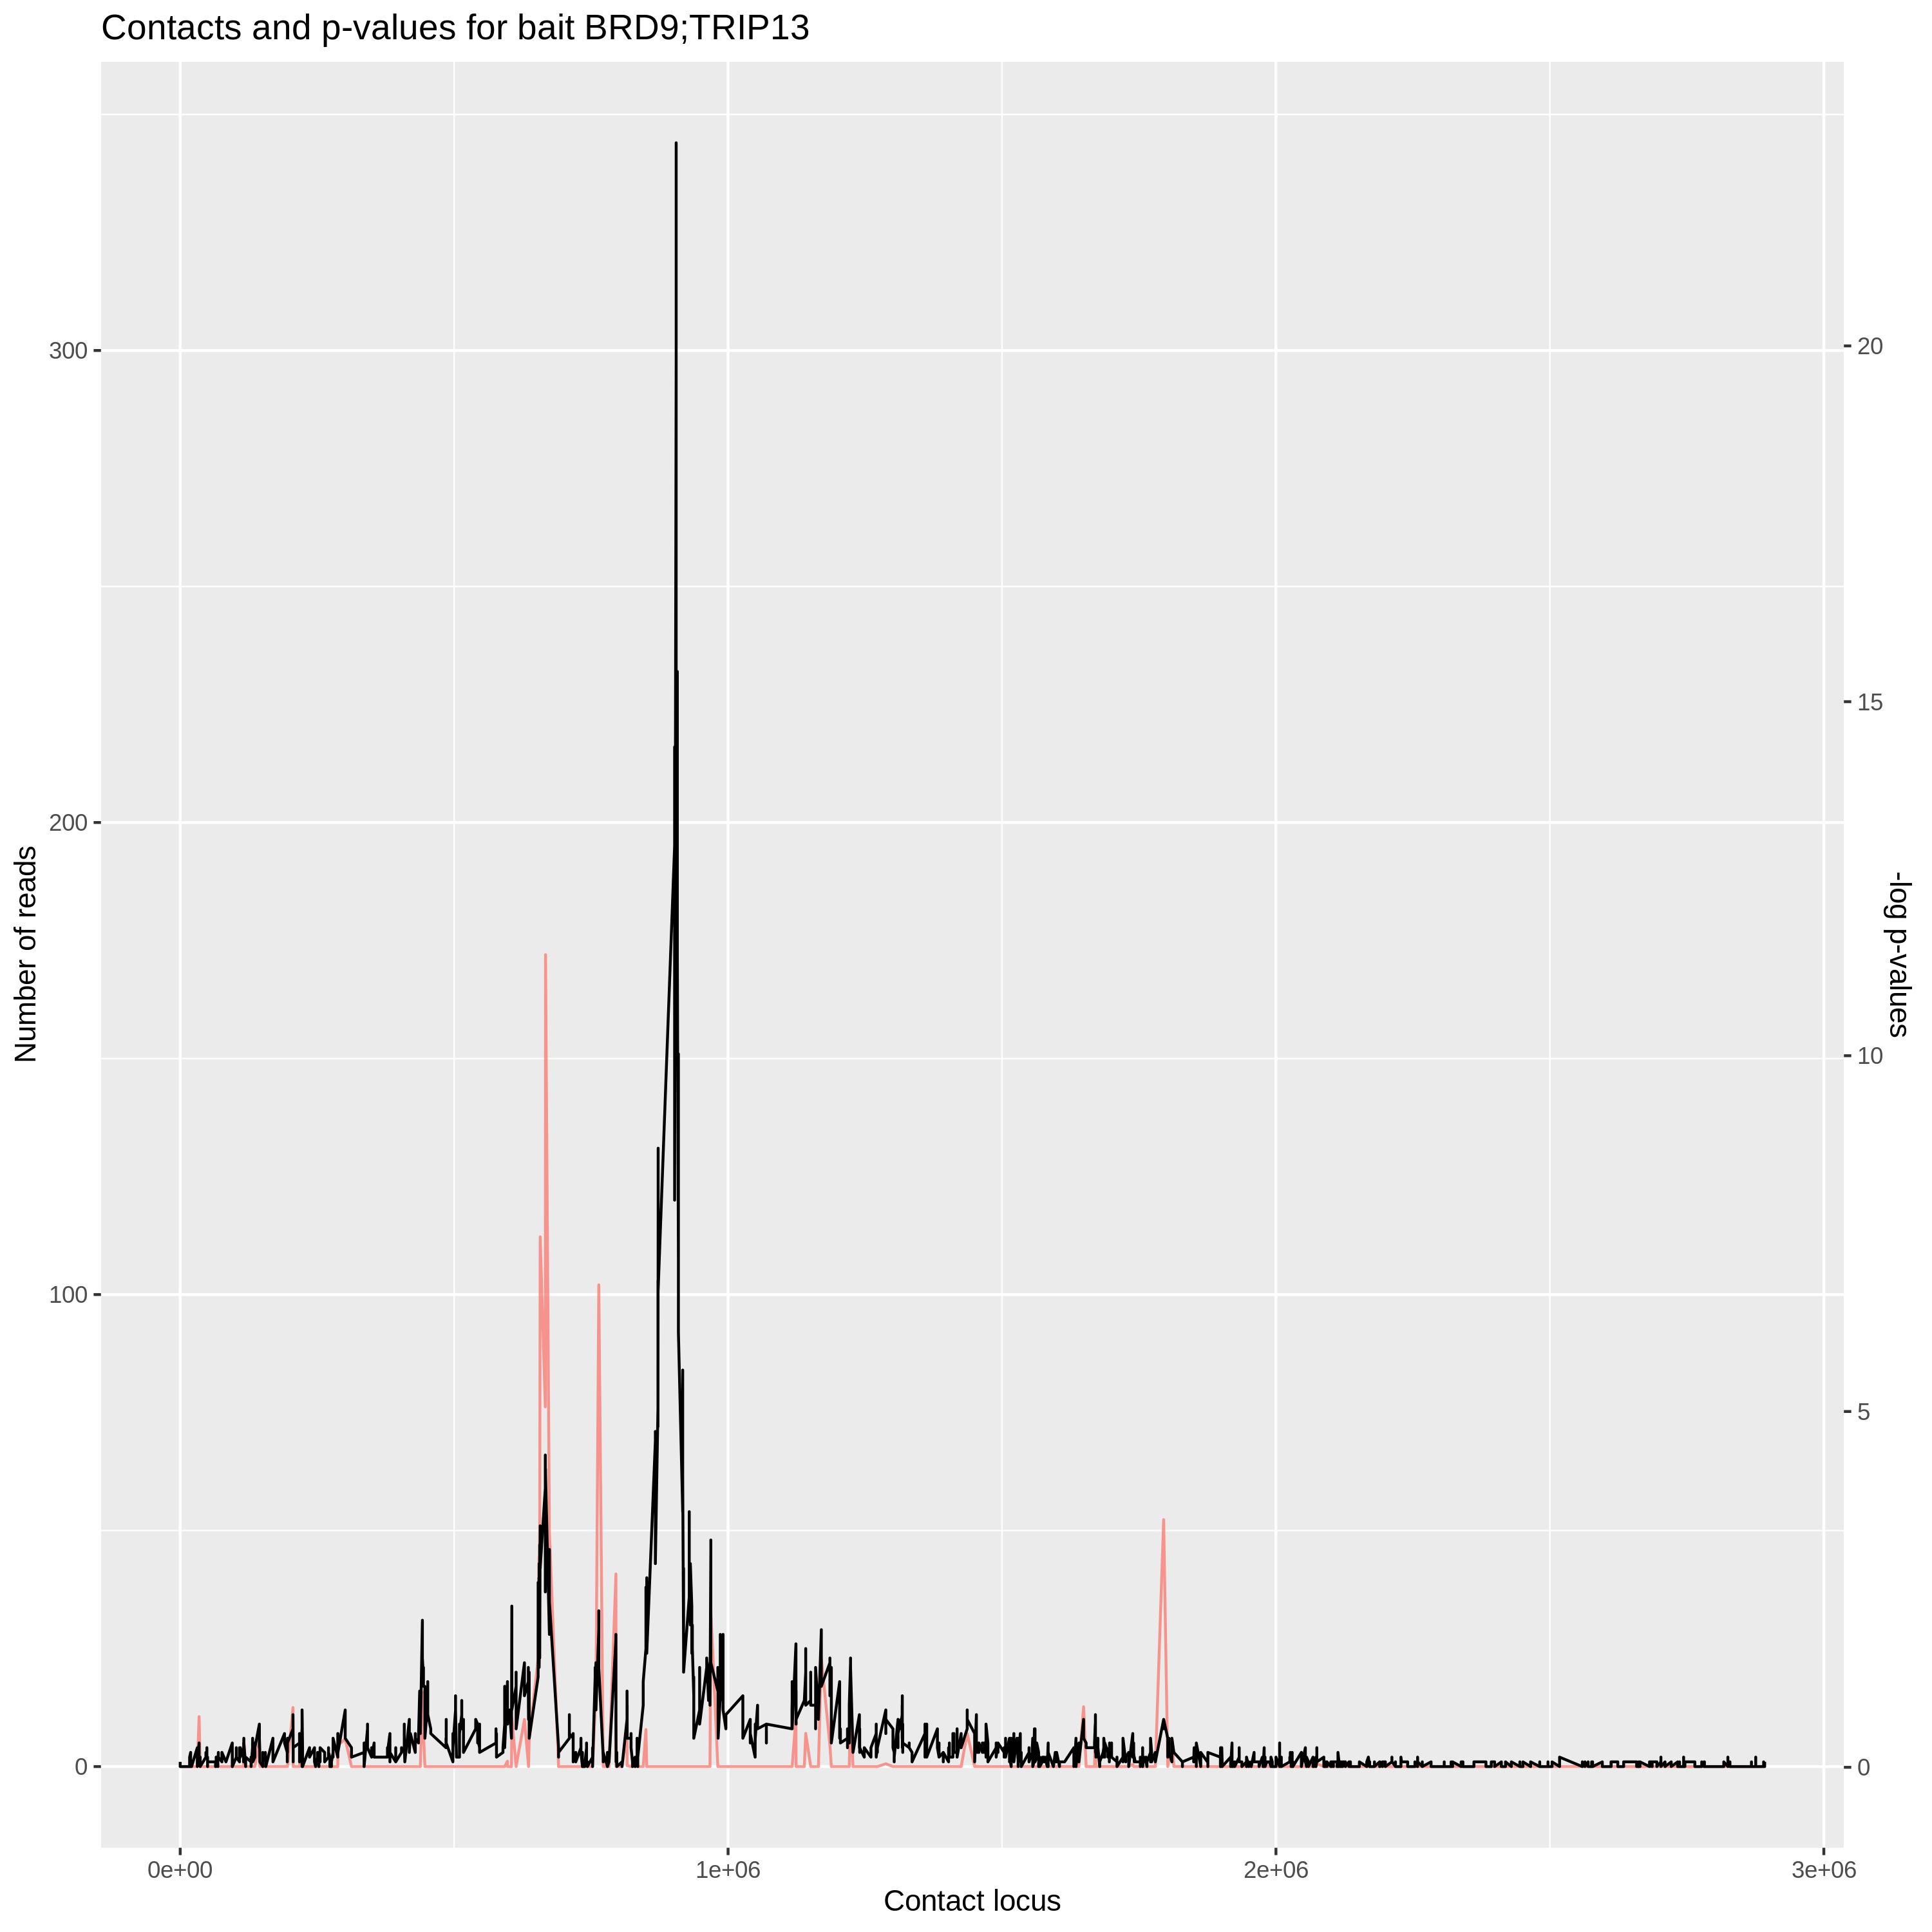 Contacts and p-values for bait BRD9;TRIP13
Number of reads
300
200
100
0
20
15
10
5
0
-log p-values
0e+00
1e+06
2e+06
3e+06
Contact locus